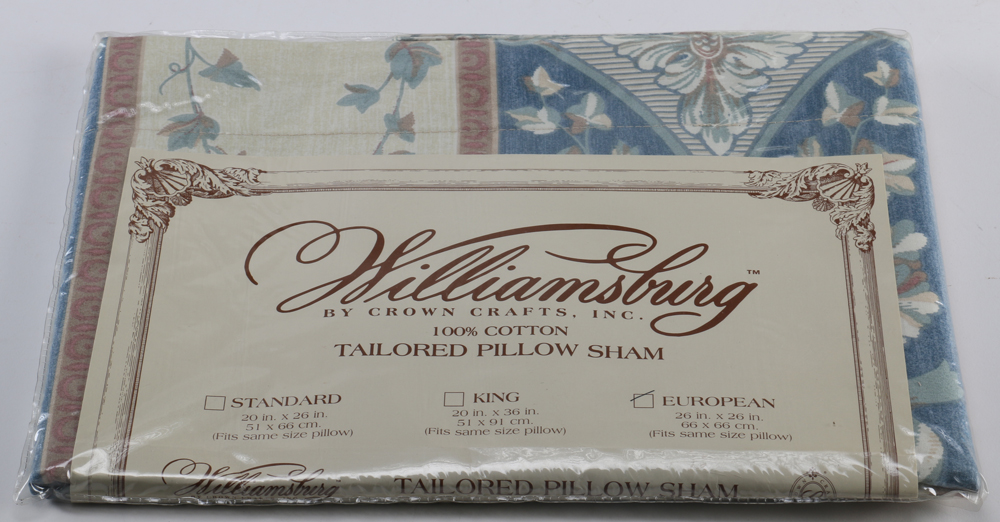 Williamsburg™
BY CROWN CRAFTS, INC.
100% COTTON
TAILORED PILLOW SHAM
STANDARD
20 in. x 26 in.
51 x 66 cm.
(Fits same size pillow)
KING
20 in. x 36 in.
51 x 91 cm.
(Fits same size pillow)
EUROPEAN
26 in. x 26 in.
66 x 66 cm.
(Fits same size pillow)
Williamsburg TAILORED PILLOW SHAM